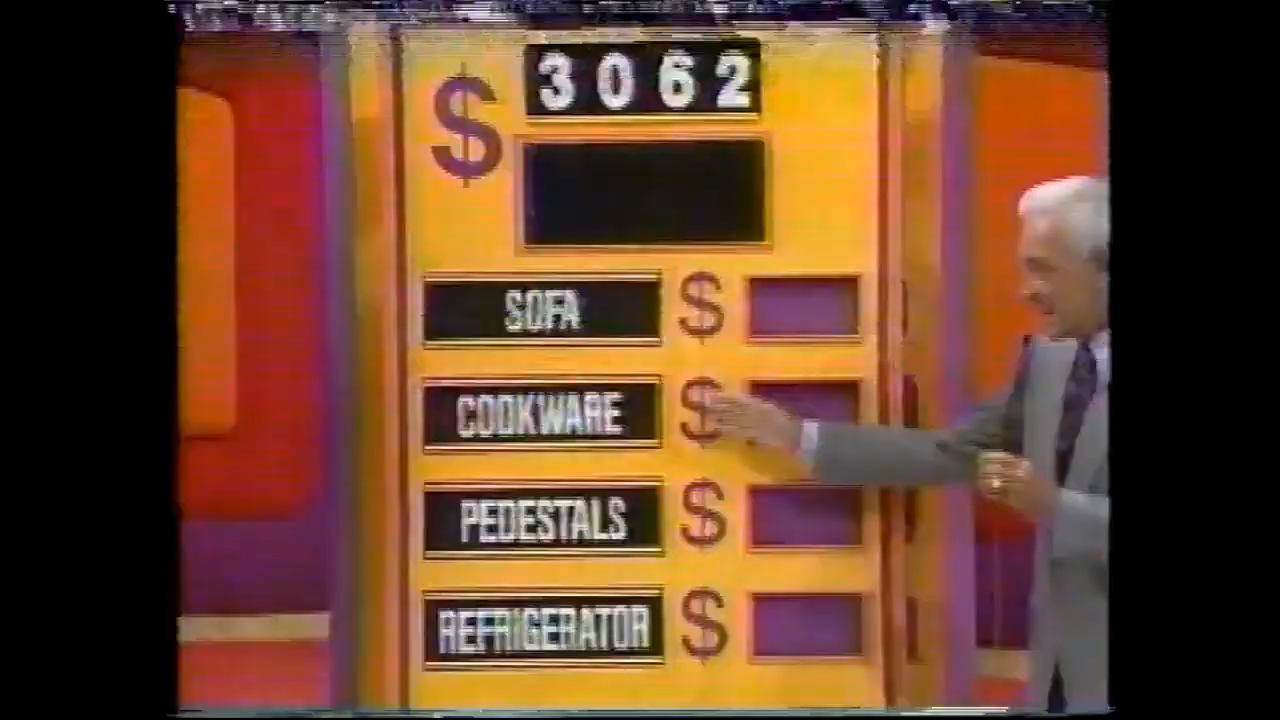 $ 3062
SOFA $
COOKWARE $
PEDESTALS $
REFRIGERATOR $